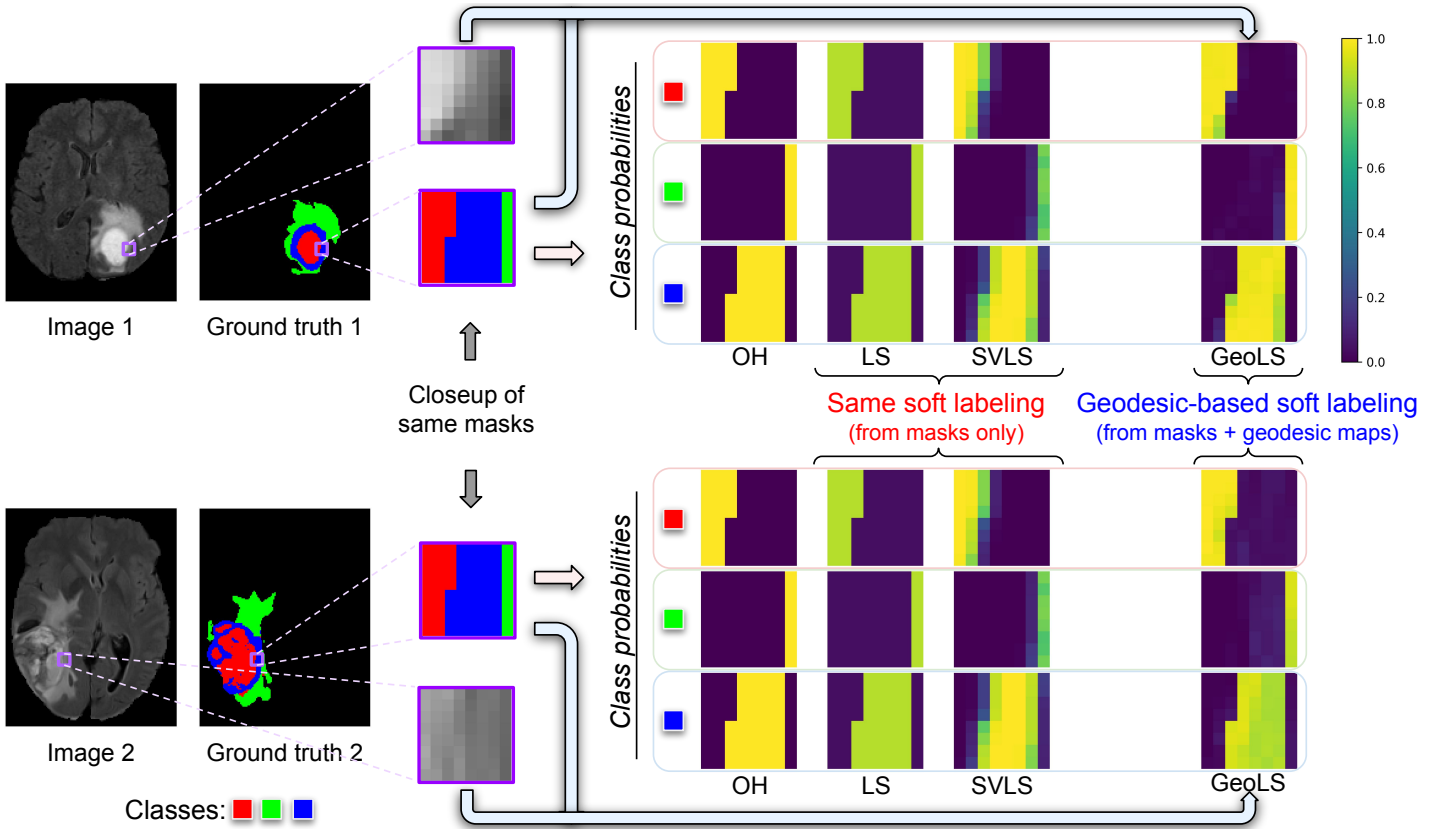 Class probabilities
1.0
0.8
0.6
0.4
0.2
0.0
Image 1
Ground truth 1
OH
LS
SVLS
GeoLS
Closeup of
same masks
Same soft labeling
(from masks only)
Geodesic-based soft labeling
(from masks + geodesic maps)
Class probabilities
Image 2
Ground truth 2
OH
LS
SVLS
GeoLS
Classes: